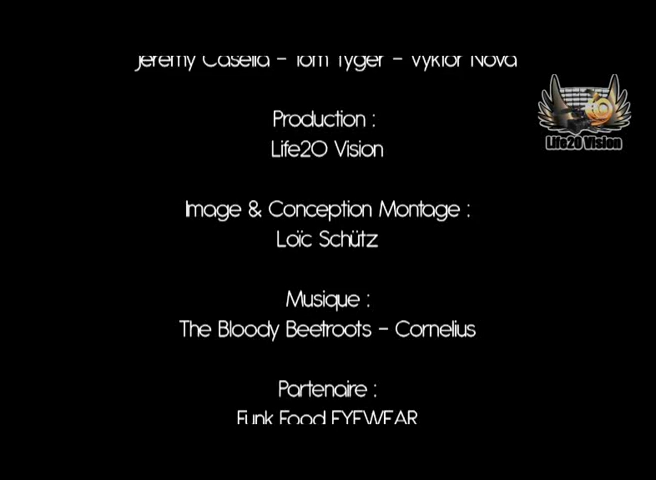 Jeremy Casella - Tom Tyger - Vyktor Nova
Production :
Life2O Vision
Life20 Vision
Image & Conception Montage :
Loïc Schütz
Musique :
The Bloody Beetroots - Cornelius
Partenaire :
Funk Food EYEWEAR